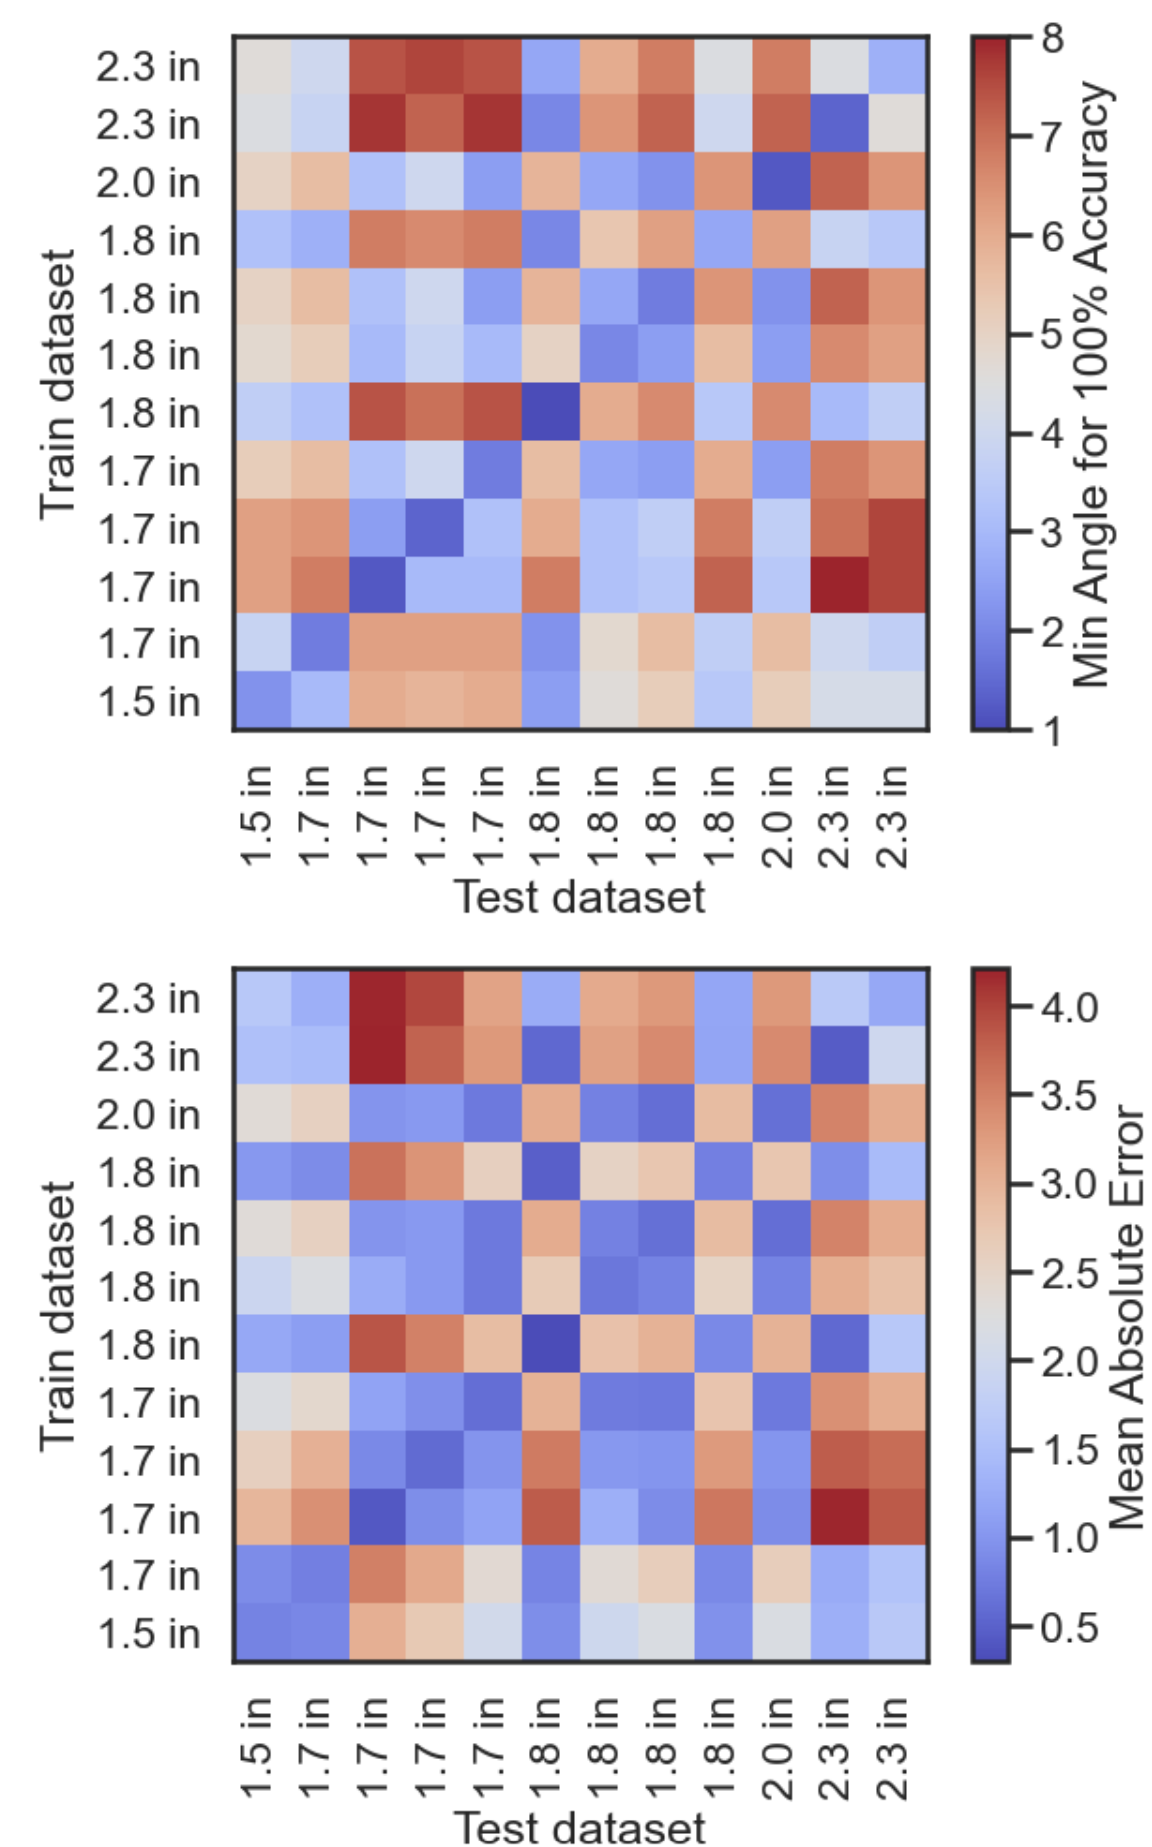 Train dataset
2.3 in
2.3 in
2.0 in
1.8 in
1.8 in
1.8 in
1.8 in
1.7 in
1.7 in
1.7 in
1.7 in
1.5 in
1.5 in
1.7 in
1.7 in
1.7 in
1.7 in
1.8 in
1.8 in
1.8 in
1.8 in
2.0 in
2.3 in
2.3 in
Test dataset
8
7
6
5
4
3
2
1
Min Angle for 100% Accuracy
Train dataset
2.3 in
2.3 in
2.0 in
1.8 in
1.8 in
1.8 in
1.8 in
1.7 in
1.7 in
1.7 in
1.7 in
1.5 in
1.5 in
1.7 in
1.7 in
1.7 in
1.7 in
1.8 in
1.8 in
1.8 in
1.8 in
2.0 in
2.3 in
2.3 in
Test dataset
4.0
3.5
3.0
2.5
2.0
1.5
1.0
0.5
Mean Absolute Error